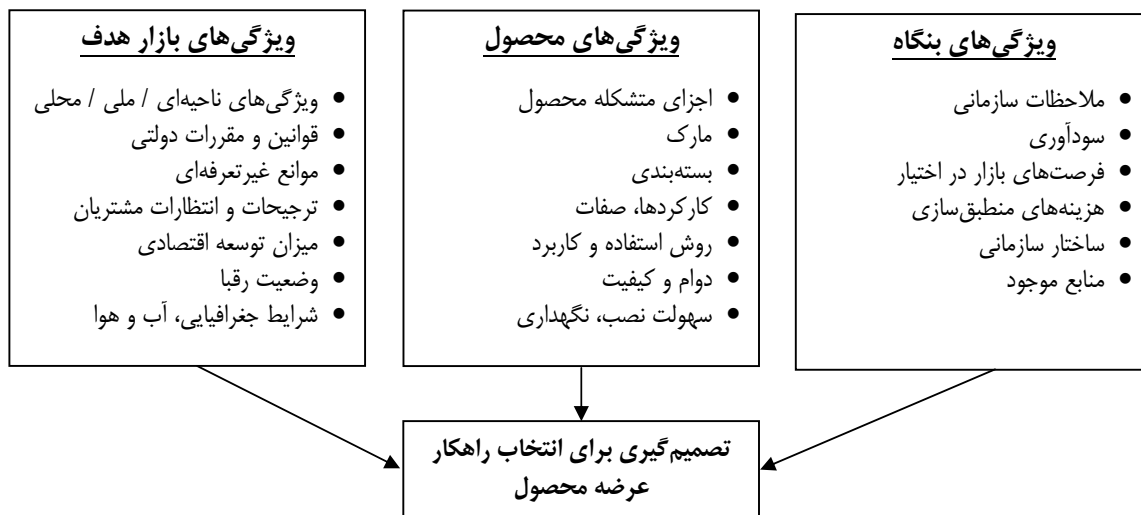 ویژگی‌های بنگاه
ملاحظات سازمانی
سودآوری
فرصت‌های بازار در اختیار
هزینه‌های منطبق‌سازی
ساختار سازمانی
منابع موجود
ویژگی‌های محصول
اجزای متشکله محصول
مارک
بسته‌بندی
کارکردها، صفات
روش استفاده و کاربرد
دوام و کیفیت
سهولت نصب، نگهداری
ویژگی‌های بازار هدف
ویژگی‌های ناحیه‌ای / ملی / محلی
قوانین و مقررات دولتی
موانع غیرتعرفه‌ای
ترجیحات و انتظارات مشتریان
میزان توسعه اقتصادی
وضعیت رقبا
شرایط جغرافیایی، آب و هوا
تصمیم‌گیری برای انتخاب راهکار
عرضه محصول